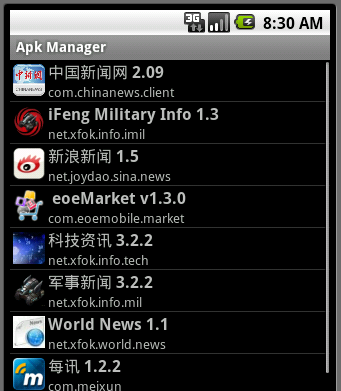 3G 8:30 AM
Apk Manager
中国新闻网 2.09
com.chinanews.client
iFeng Military Info 1.3
net.xfok.info.imil
新浪新闻 1.5
net.joydao.sina.news
eoeMarket v1.3.0
com.eoemobile.market
科技资讯 3.2.2
net.xfok.info.tech
军事新闻 3.2.2
net.xfok.info.mil
World News 1.1
net.xfok.world.news
每讯 1.2.2
com.meixun